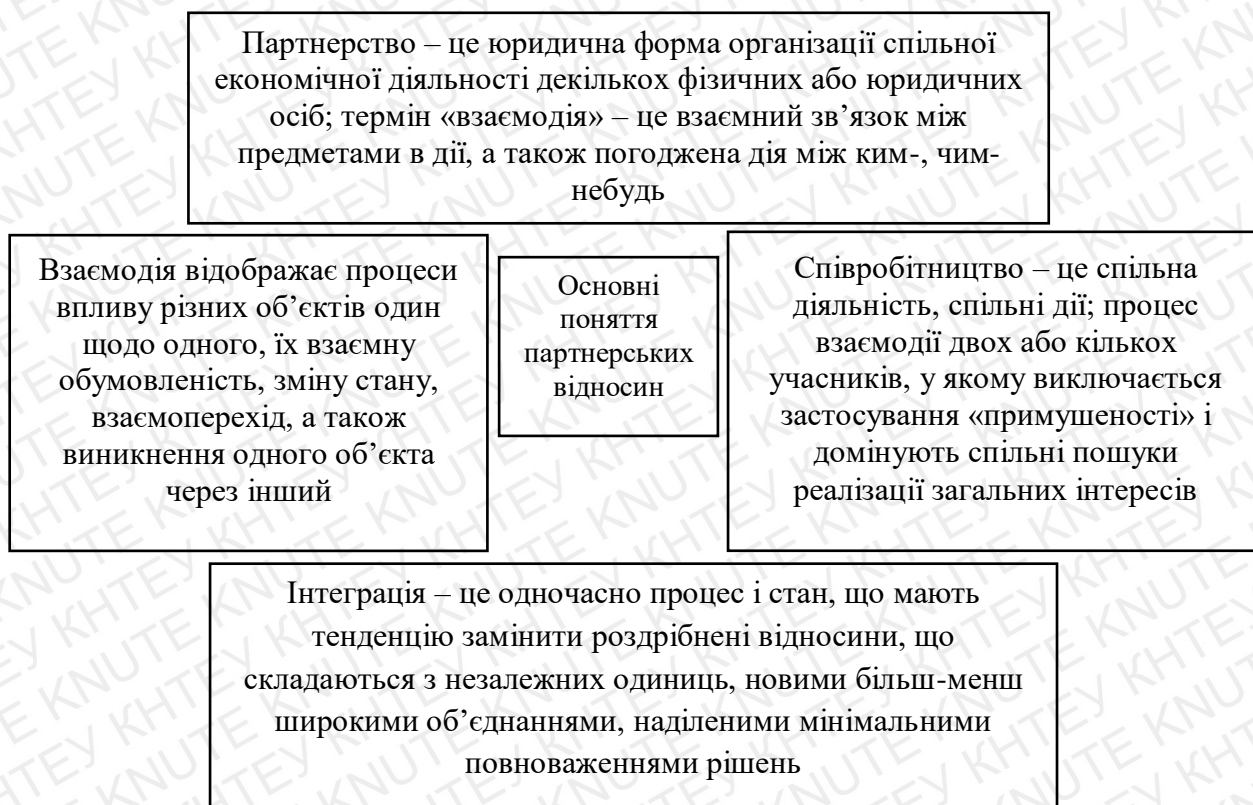 Партнерство – це юридична форма організації спільної
економічної діяльності декількох фізичних або юридичних
осіб; термін «взаємодія» – це взаємний зв’язок між
предметами в дії, а також погоджена дія між ким-, чим-
небудь
Взаємодія відображає процеси
впливу різних об’єктів один
щодо одного, їх взаємну
обумовленість, зміну стану,
взаємоперехід, а також
виникнення одного об’єкта
через інший
Основні
поняття
партнерських
відносин
Співробітництво – це спільна
діяльність, спільні дії; процес
взаємодії двох або кількох
учасників, у якому виключається
застосування «примушеності» і
домінують спільні пошуки
реалізації загальних інтересів
Інтеграція – це одночасно процес і стан, що мають
тенденцію замінити роздрібнені відносини, що
складаються з незалежних одиниць, новими більш-менш
широкими об’єднаннями, наділеними мінімальними
повноваженнями рішень